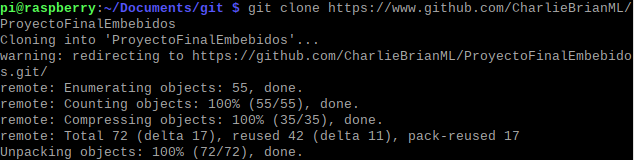 pi@raspberry:~/Documents/git $ git clone https://www.github.com/CharlieBrianML/
ProyectoFinalEmbebidos
Cloning into 'ProyectoFinalEmbebidos'...
warning: redirecting to https://github.com/CharlieBrianML/ProyectoFinalEmbebido
s.git/
remote: Enumerating objects: 55, done.
remote: Counting objects: 100% (55/55), done.
remote: Compressing objects: 100% (35/35), done.
remote: Total 72 (delta 17), reused 42 (delta 11), pack-reused 17
Unpacking objects: 100% (72/72), done.